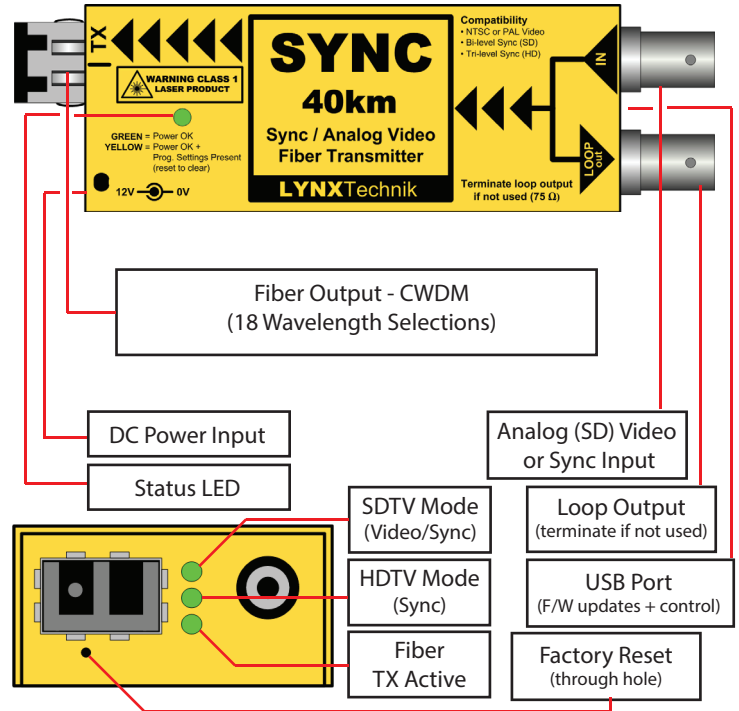 TX
WARNING CLASS 1
LASER PRODUCT
GREEN = Power OK
YELLOW = Power OK +
Prog. Settings Present
(reset to clear)
12V
0V
SYNC
40km
Sync / Analog Video
Fiber Transmitter
LYNXTechnik
Compatibility
• NTSC or PAL Video
• Bi-level Sync (SD)
• Tri-level Sync (HD)
IN
LOOP
out
Terminate loop output
if not used (75 Ω)
Fiber Output - CWDM
(18 Wavelength Selections)
DC Power Input
Status LED
Analog (SD) Video
or Sync Input
SDTV Mode
(Video/Sync)
Loop Output
(terminate if not used)
HDTV Mode
(Sync)
USB Port
(F/W updates + control)
Fiber
TX Active
Factory Reset
(through hole)